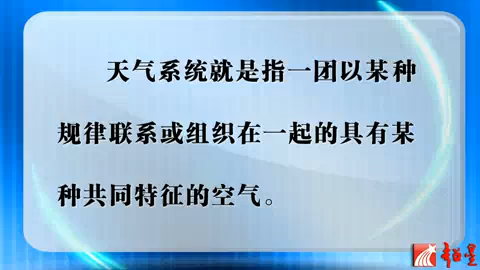 天气系统就是指一团以某种
规律联系或组织在一起的具有某
种共同特征的空气。